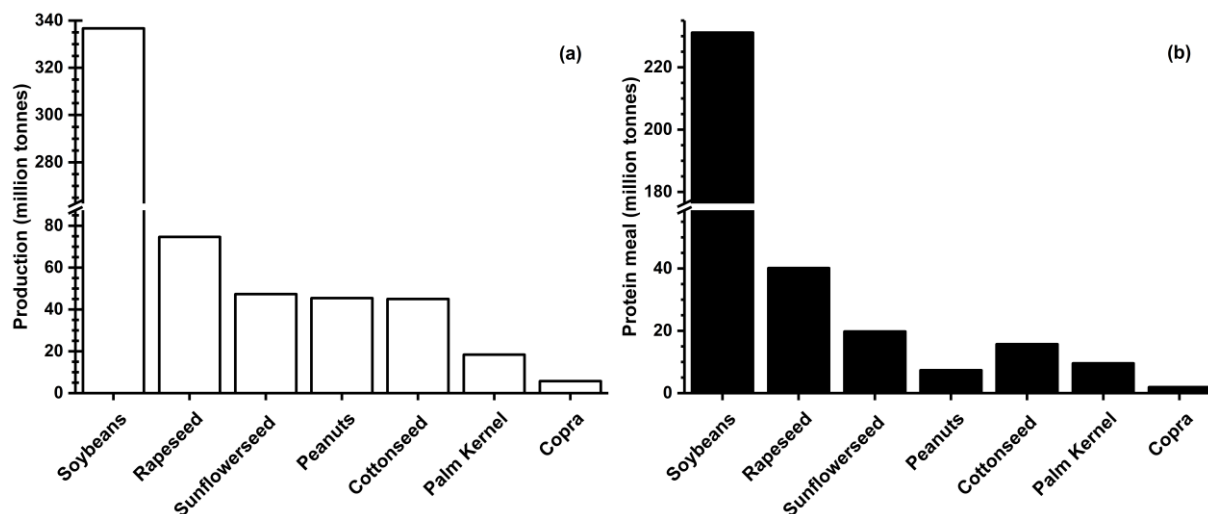 (a)
Production (million tonnes)
340
320
300
280
80
60
40
20
0
Soybeans
Rapeseed
Sunflowerseed
Peanuts
Cottonseed
Palm Kernel
Copra
(b)
Protein meal (million tonnes)
220
200
180
40
20
0
Soybeans
Rapeseed
Sunflowerseed
Peanuts
Cottonseed
Palm Kernel
Copra